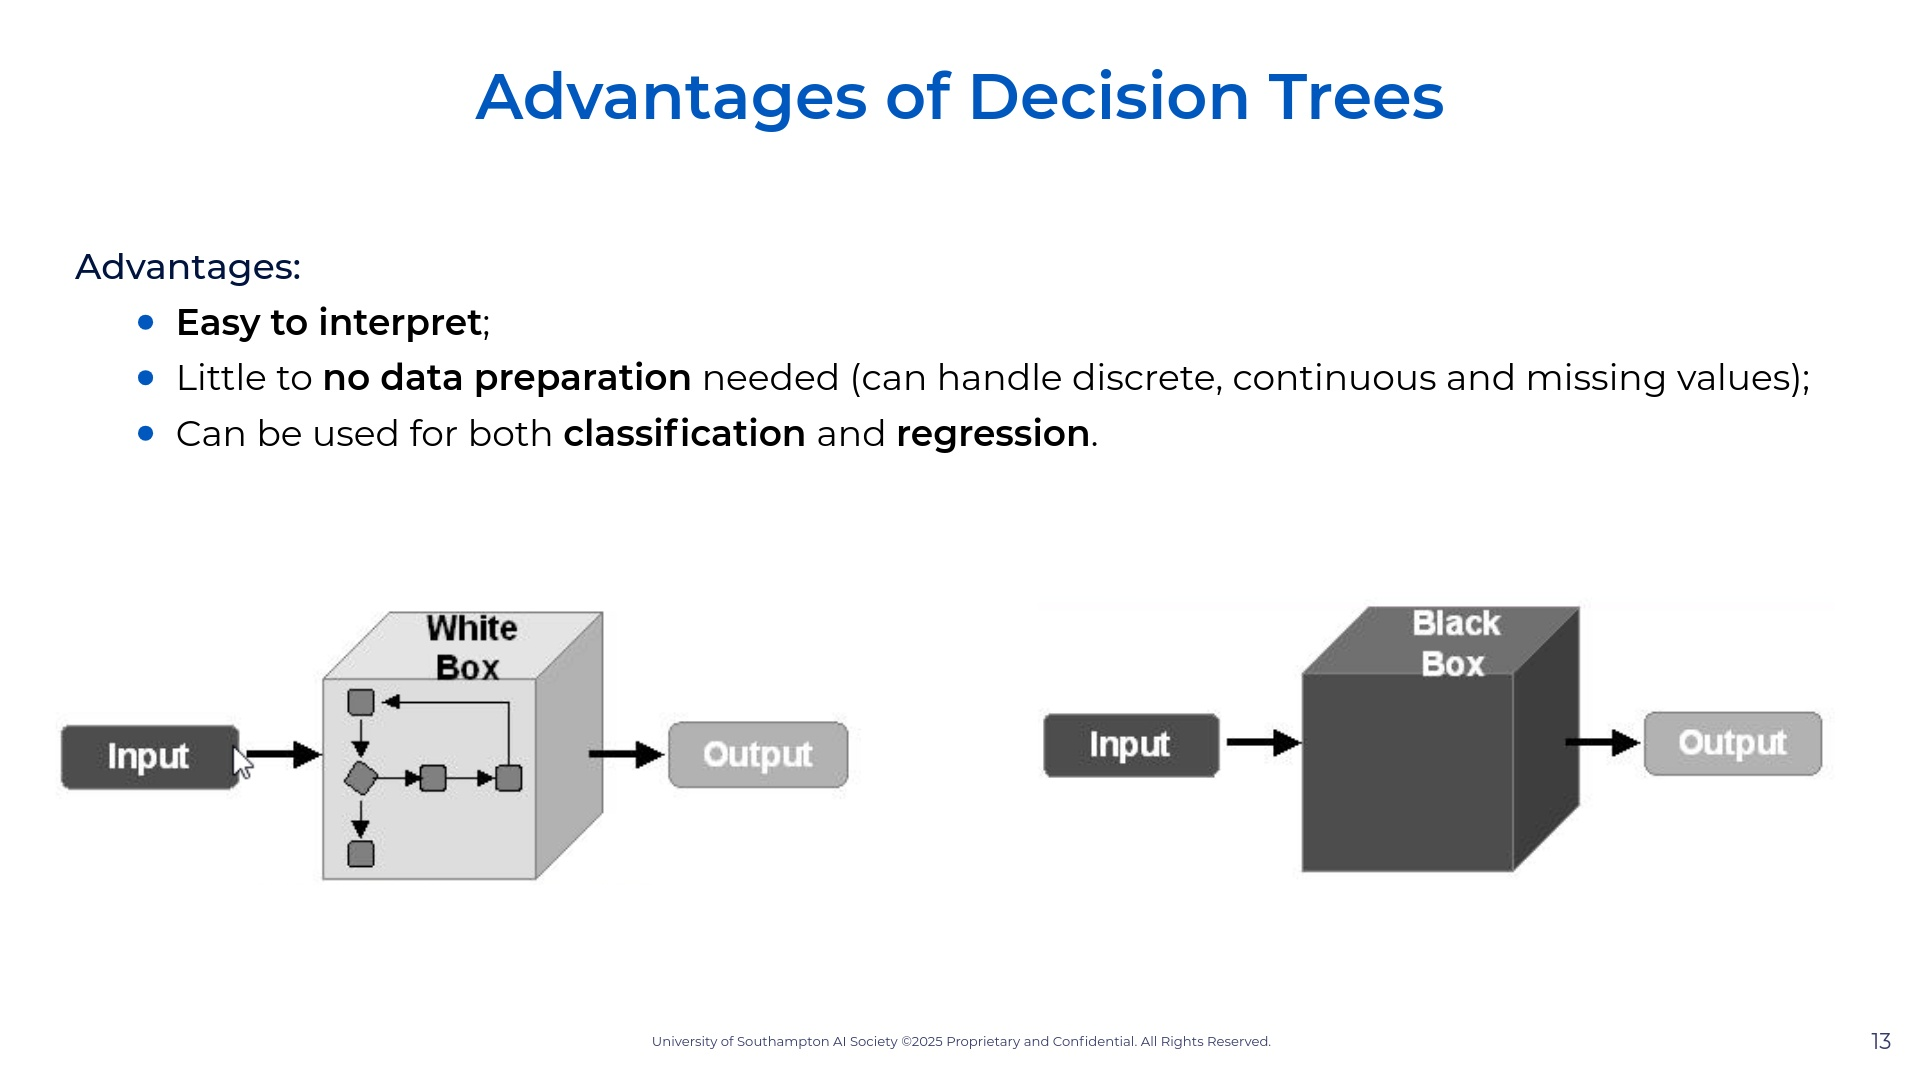 Advantages of Decision Trees
Advantages:
Easy to interpret;
Little to no data preparation needed (can handle discrete, continuous and missing values);
Can be used for both classification and regression.
White
Box
Input
Output
Black
Box
Input
Output
University of Southampton AI Society ©2025 Proprietary and Confidential. All Rights Reserved.
13